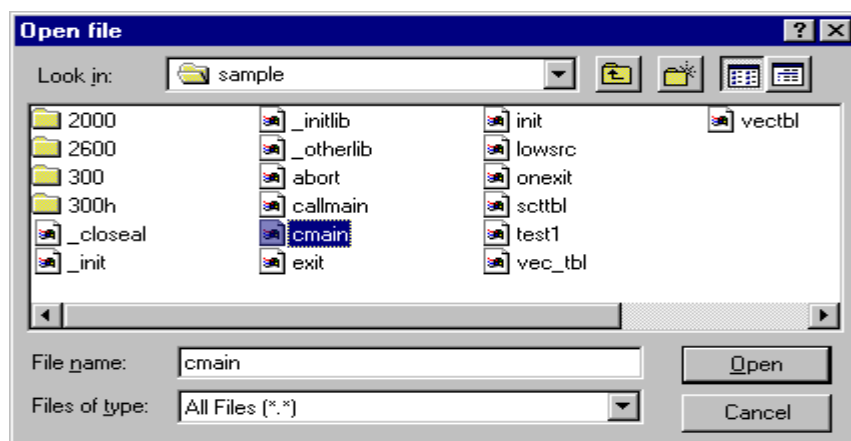 Open file
Look in:
sample
2000
2600
300
300h
_closeal
_init
_initlib
_otherlib
abort
callmain
cmain
exit
init
lowsrc
onexit
scttbl
test1
vec_tbl
vectbl
File name:
cmain
Open
Files of type:
All Files (*.*)
Cancel